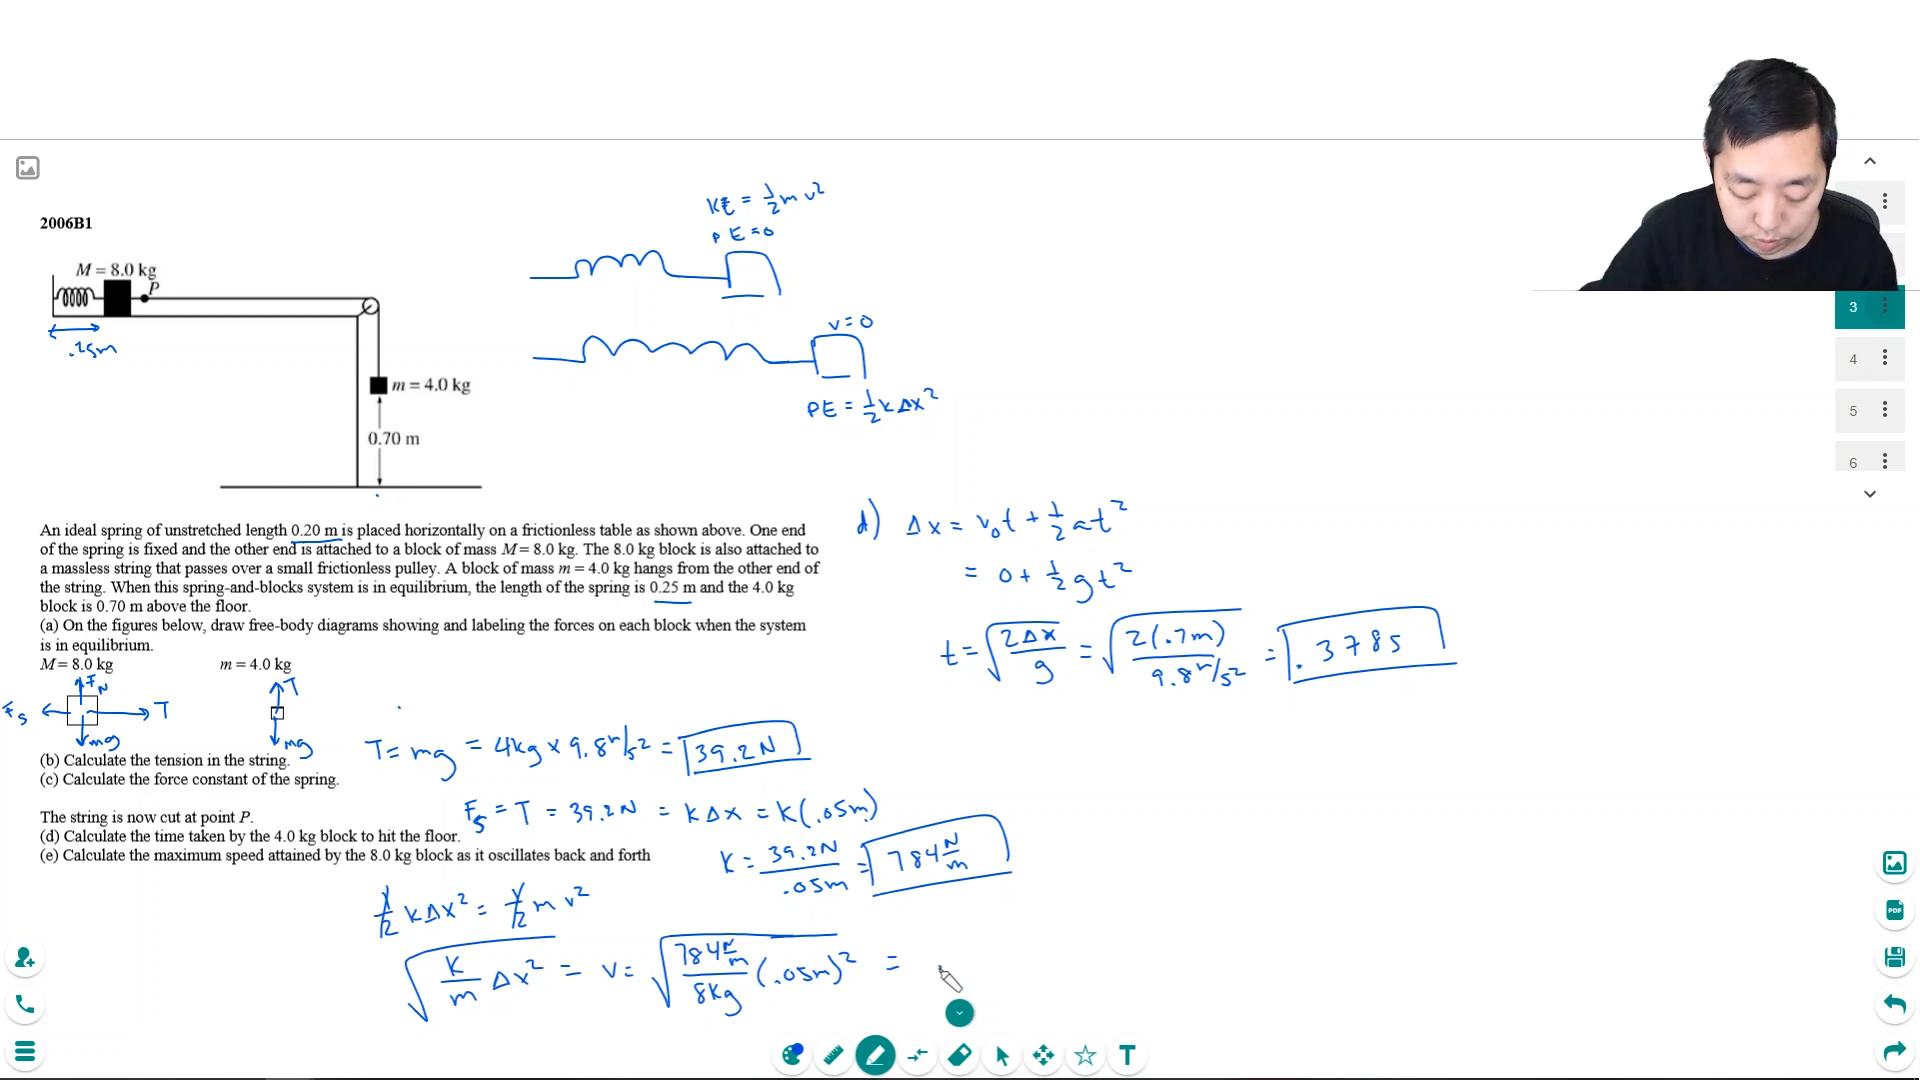 2006B1
M = 8.0 kg
P
.25m
m = 4.0 kg
0.70 m
KE = 1/2 m v²
PE = 0
v = 0
PE = 1/2 k Δx²
An ideal spring of unstretched length 0.20 m is placed horizontally on a frictionless table as shown above. One end
of the spring is fixed and the other end is attached to a block of mass M = 8.0 kg. The 8.0 kg block is also attached to
a massless string that passes over a small frictionless pulley. A block of mass m = 4.0 kg hangs from the other end of
the string. When this spring-and-blocks system is in equilibrium, the length of the spring is 0.25 m and the 4.0 kg
block is 0.70 m above the floor.
(a) On the figures below, draw free-body diagrams showing and labeling the forces on each block when the system
is in equilibrium.
M = 8.0 kg m = 4.0 kg
F_N T
F_s T
mg mg
(b) Calculate the tension in the string.
(c) Calculate the force constant of the spring.
The string is now cut at point P.
(d) Calculate the time taken by the 4.0 kg block to hit the floor.
(e) Calculate the maximum speed attained by the 8.0 kg block as it oscillates back and forth
T = mg = 4kg x 9.8 m/s² = 39.2N
F_s = T = 39.2N = kΔx = k(.05m)
K = 39.2N/.05m = 784 N/m
1/2 kΔx² = 1/2 m v²
√(k/m Δx²) = v = √(784 N/m / 8kg (.05m)²) =
d) Δx = v₀t + 1/2 at²
= 0 + 1/2 gt²
t = √(2Δx/g) = √(2(.7m)/9.8 m/s²) = .378s
3
4
5
6
PDF
T